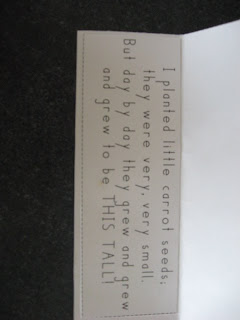 I planted little carrot seeds;
they were very, very small.
But day by day they grew and grew
and grew to be THIS TALL!